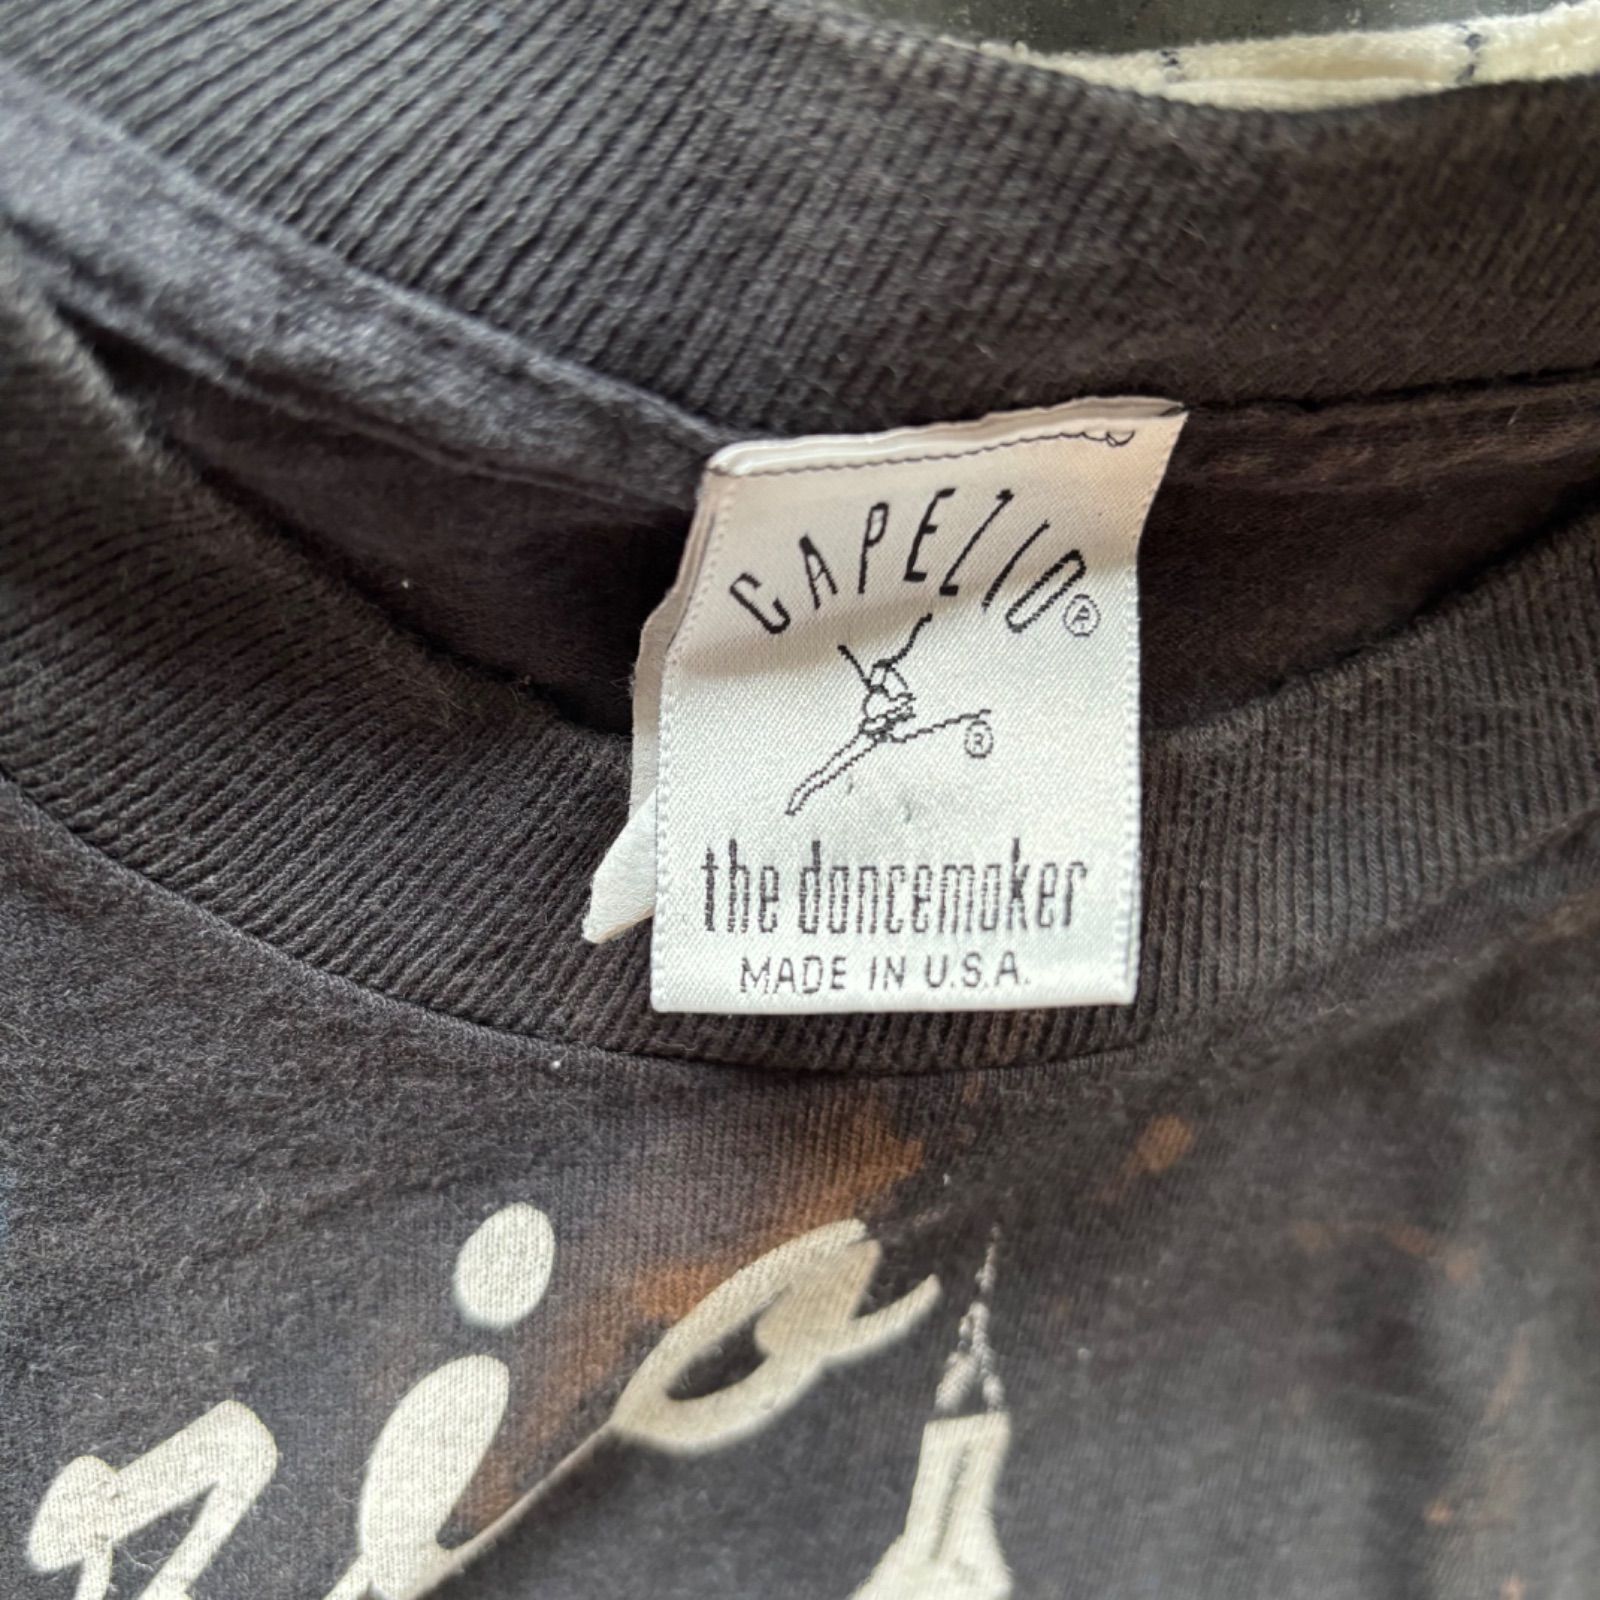 CAPEZIO®
®
the dancemaker
MADE IN U.S.A.